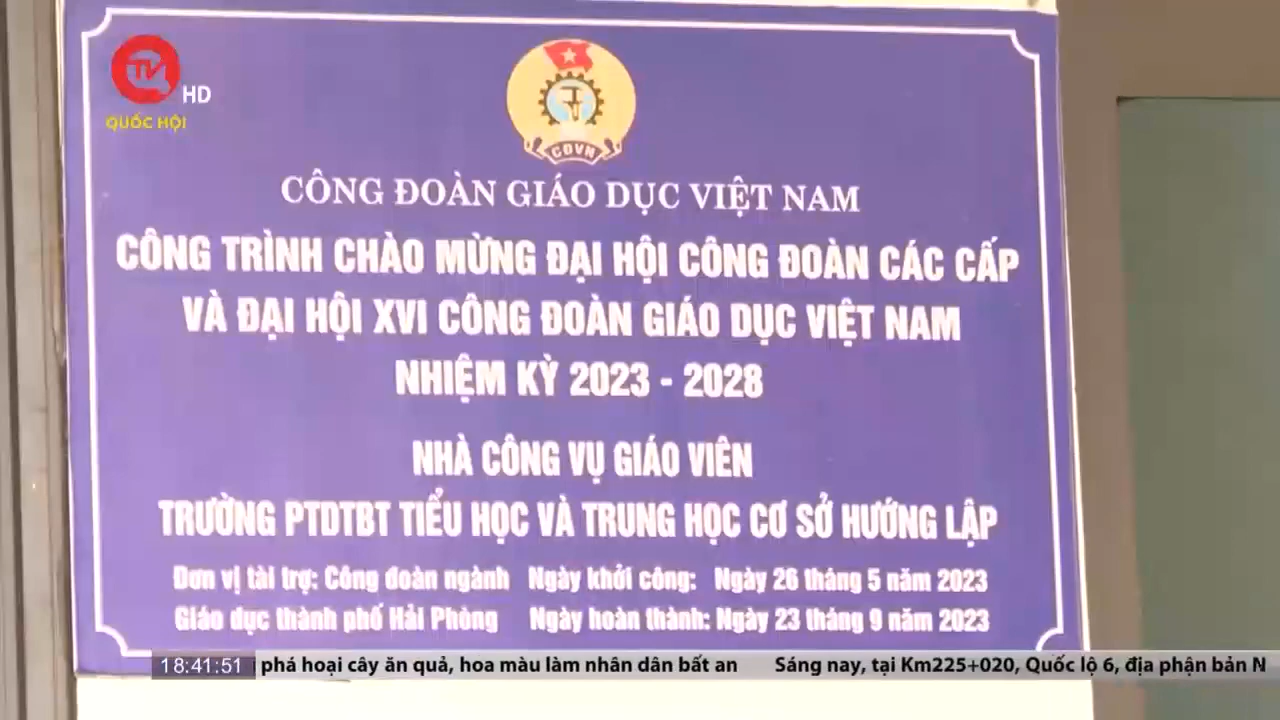 TV
HD
QUỐC HỘI
CĐVN
CÔNG ĐOÀN GIÁO DỤC VIỆT NAM
CÔNG TRÌNH CHÀO MỪNG ĐẠI HỘI CÔNG ĐOÀN CÁC CẤP
VÀ ĐẠI HỘI XVI CÔNG ĐOÀN GIÁO DỤC VIỆT NAM
NHIỆM KỲ 2023 - 2028
NHÀ CÔNG VỤ GIÁO VIÊN
TRƯỜNG PTDTBT TIỂU HỌC VÀ TRUNG HỌC CƠ SỞ HƯỚNG LẬP
Đơn vị tài trợ: Công đoàn ngành Ngày khởi công: Ngày 26 tháng 5 năm 2023
Giáo dục thành phố Hải Phòng Ngày hoàn thành: Ngày 23 tháng 9 năm 2023
18:41:51 phá hoại cây ăn quả, hoa màu làm nhân dân bất an Sáng nay, tại Km225+020, Quốc lộ 6, địa phận bản N